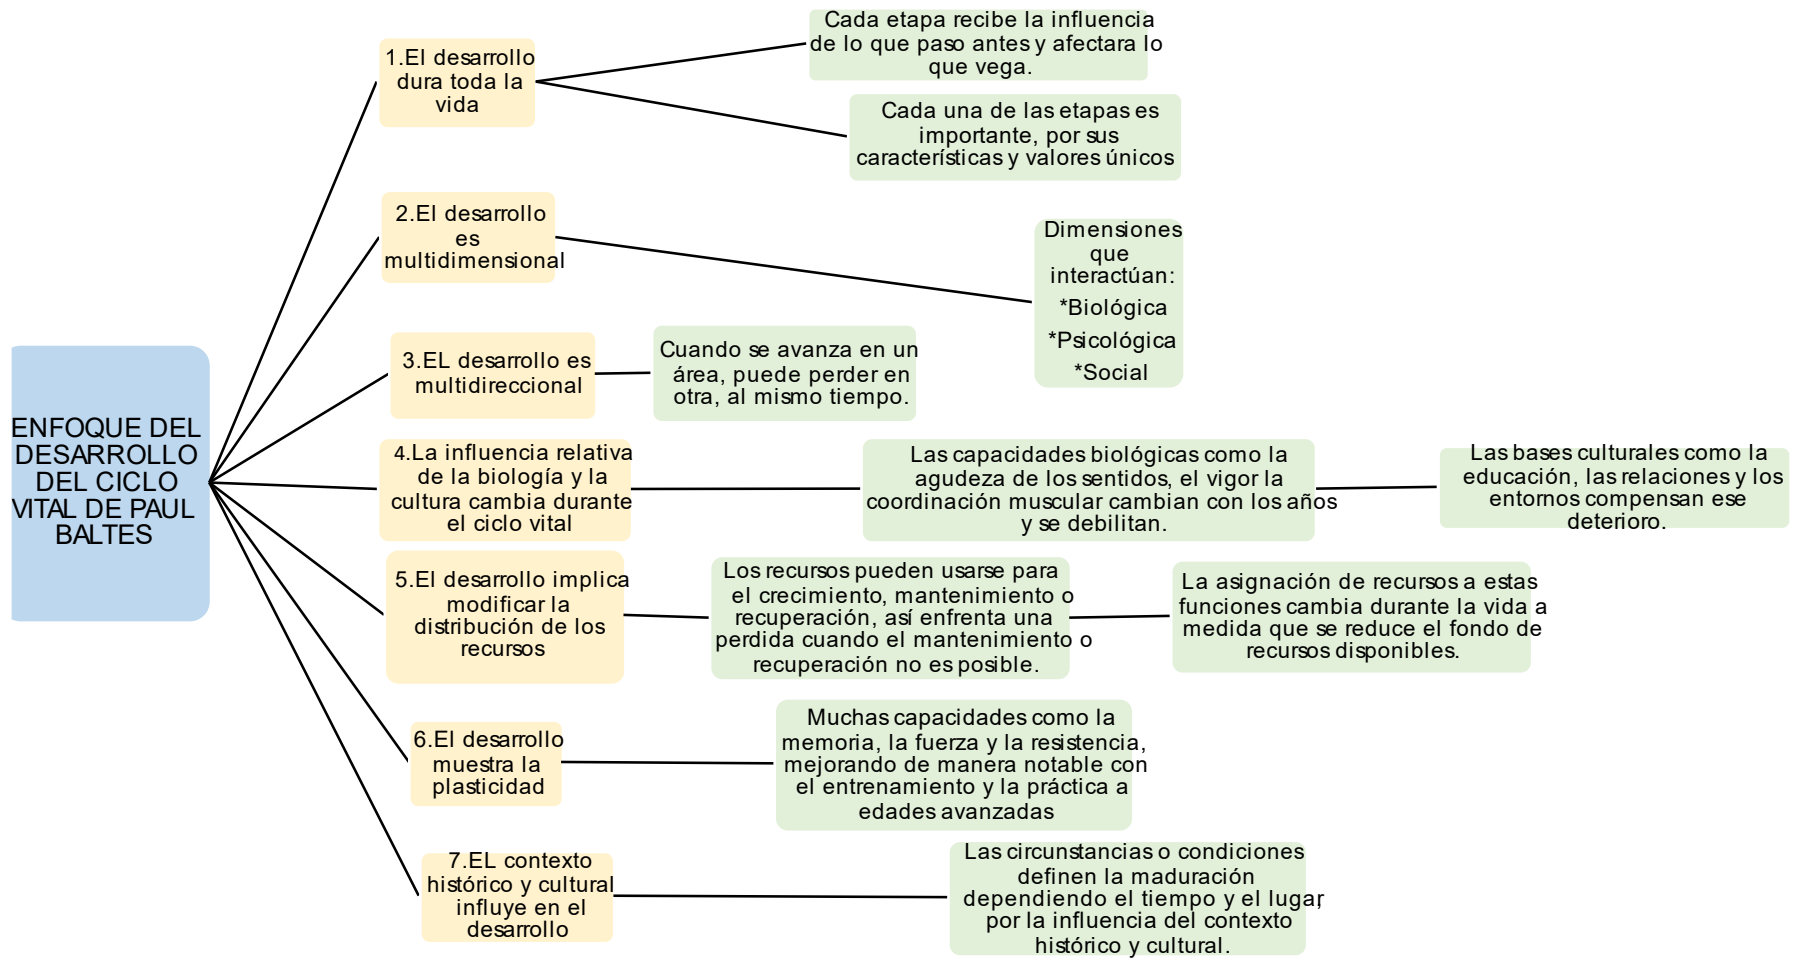 ENFOQUE DEL
DESARROLLO
DEL CICLO
VITAL DE PAUL
BALTES
1.El desarrollo
dura toda la
vida
Cada etapa recibe la influencia
de lo que paso antes y afectara lo
que vega.
Cada una de las etapas es
importante, por sus
características y valores únicos
2.El desarrollo
es
multidimensional
Dimensiones
que
interactúan:
*Biológica
*Psicológica
*Social
3.EL desarrollo es
multidireccional
Cuando se avanza en un
área, puede perder en
otra, al mismo tiempo.
4.La influencia relativa
de la biología y la
cultura cambia durante
el ciclo vital
Las capacidades biológicas como la
agudeza de los sentidos, el vigor la
coordinación muscular cambian con los años
y se debilitan.
Las bases culturales como la
educación, las relaciones y los
entornos compensan ese
deterioro.
5.El desarrollo implica
modificar la
distribución de los
recursos
Los recursos pueden usarse para
el crecimiento, mantenimiento o
recuperación, así enfrenta una
perdida cuando el mantenimiento o
recuperación no es posible.
La asignación de recursos a estas
funciones cambia durante la vida a
medida que se reduce el fondo de
recursos disponibles.
6.El desarrollo
muestra la
plasticidad
Muchas capacidades como la
memoria, la fuerza y la resistencia,
mejorando de manera notable con
el entrenamiento y la práctica a
edades avanzadas
7.EL contexto
histórico y cultural
influye en el
desarrollo
Las circunstancias o condiciones
definen la maduración
dependiendo el tiempo y el lugar,
por la influencia del contexto
histórico y cultural.